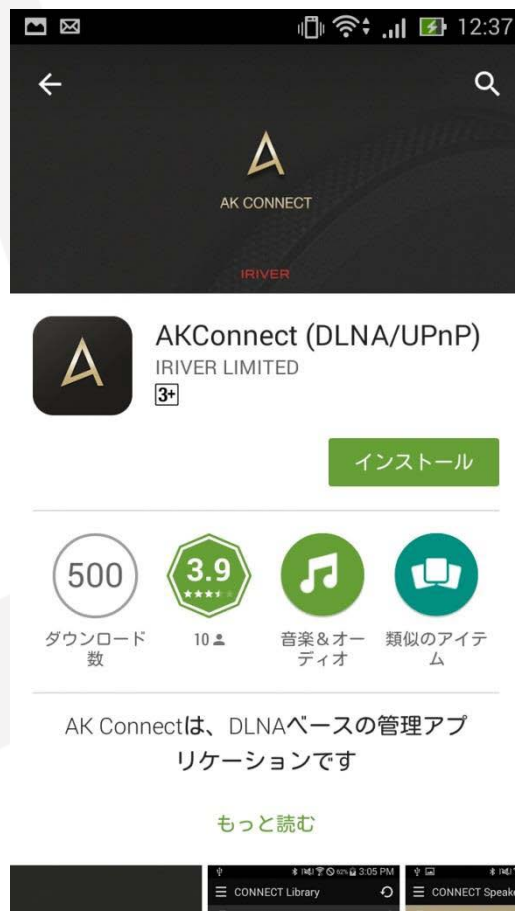 12:37
AK CONNECT
IRIVER
AKConnect (DLNA/UPnP)
IRIVER LIMITED
3+
インストール
500
3.9
ダウンロード
数
10
音楽&オー
ディオ
類似のアイテ
ム
AK Connectは、DLNAベースの管理アプ
リケーションです
もっと読む
62% 3:05 PM
CONNECT Library
CONNECT Speake